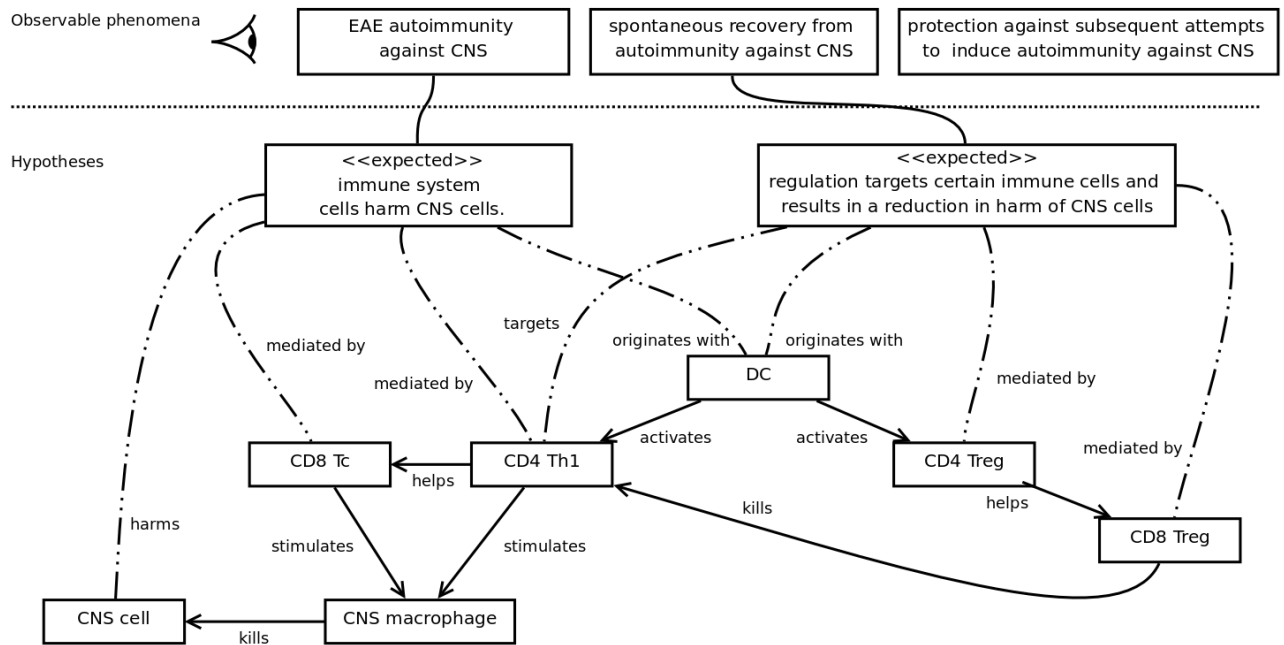 Observable phenomena
EAE autoimmunity
against CNS
spontaneous recovery from
autoimmunity against CNS
protection against subsequent attempts
to induce autoimmunity against CNS
Hypotheses
<<expected>>
immune system
cells harm CNS cells.
<<expected>>
regulation targets certain immune cells and
results in a reduction in harm of CNS cells
targets
mediated by
mediated by
originates with
originates with
DC
mediated by
activates
activates
mediated by
CD8 Tc
CD4 Th1
CD4 Treg
helps
helps
kills
harms
stimulates
stimulates
CD8 Treg
CNS cell
CNS macrophage
kills